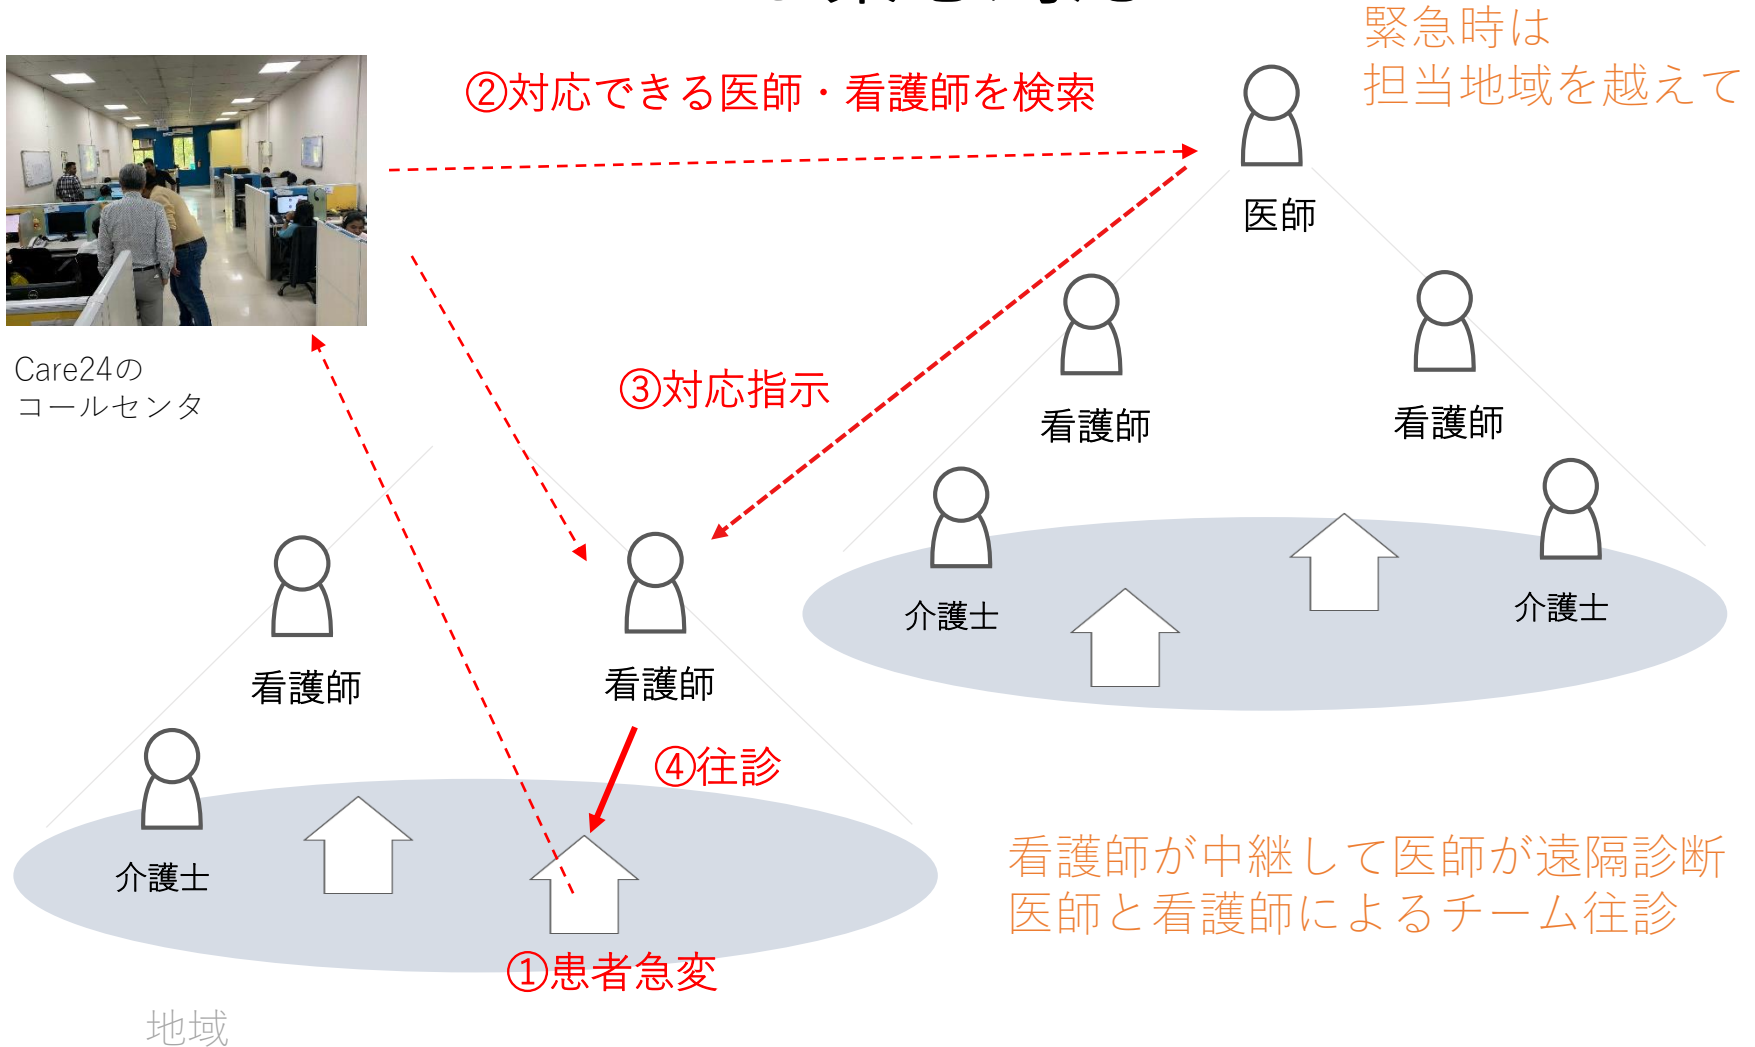 緊急時は
担当地域を越えて
②対応できる医師・看護師を検索
医師
Care24の
コールセンタ
③対応指示
看護師
看護師
介護士
介護士
看護師
看護師
④往診
介護士
看護師が中継して医師が遠隔診断
医師と看護師によるチーム往診
①患者急変
地域